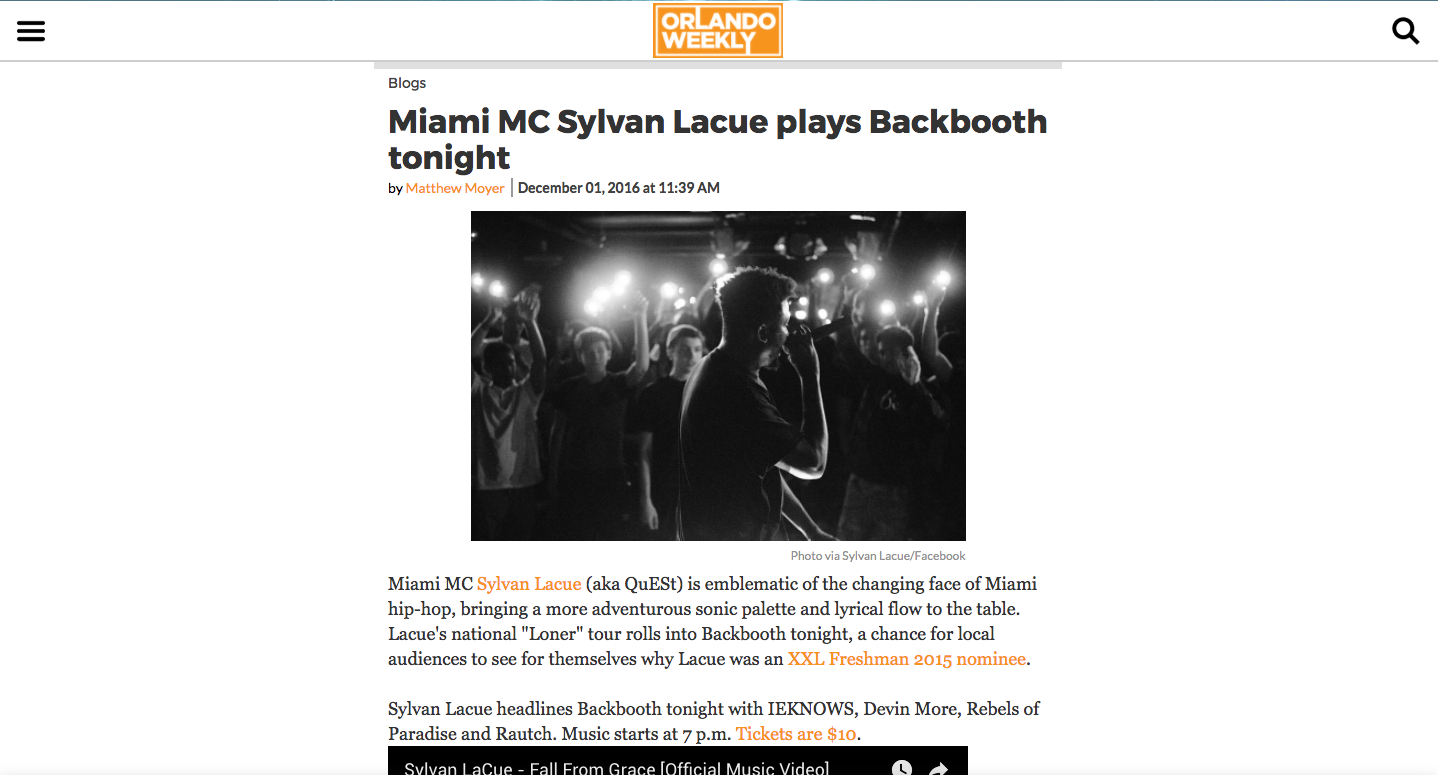 ORLANDO
WEEKLY
Blogs
Miami MC Sylvan Lacue plays Backbooth
tonight
by Matthew Moyer | December 01, 2016 at 11:39 AM
Photo via Sylvan Lacue/Facebook
Miami MC Sylvan Lacue (aka QuESt) is emblematic of the changing face of Miami
hip-hop, bringing a more adventurous sonic palette and lyrical flow to the table.
Lacue's national "Loner" tour rolls into Backbooth tonight, a chance for local
audiences to see for themselves why Lacue was an XXL Freshman 2015 nominee.
Sylvan Lacue headlines Backbooth tonight with IEKNOWS, Devin More, Rebels of
Paradise and Rautch. Music starts at 7 p.m. Tickets are $10.
Sylvan LaCue - Fall From Grace [Official Music Video]